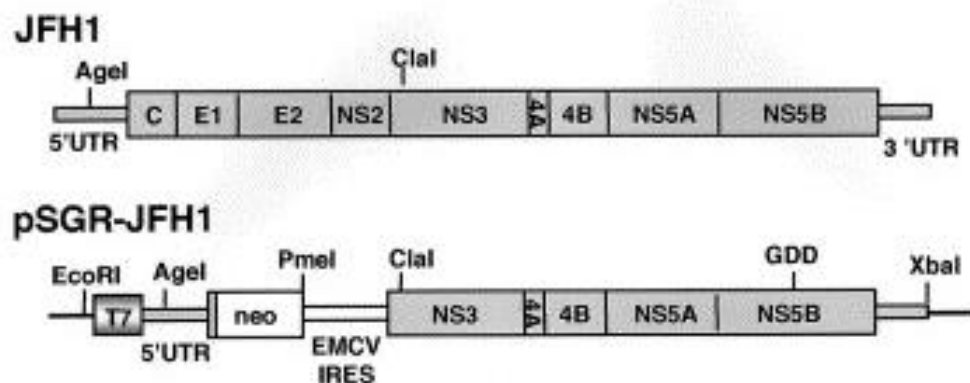 JFH1
AgeI
ClaI
C E1 E2 NS2 NS3 4A 4B NS5A NS5B
5'UTR
3 'UTR
pSGR-JFH1
EcoRI AgeI PmeI ClaI GDD XbaI
T7 neo NS3 4A 4B NS5A NS5B
5'UTR
EMCV
IRES